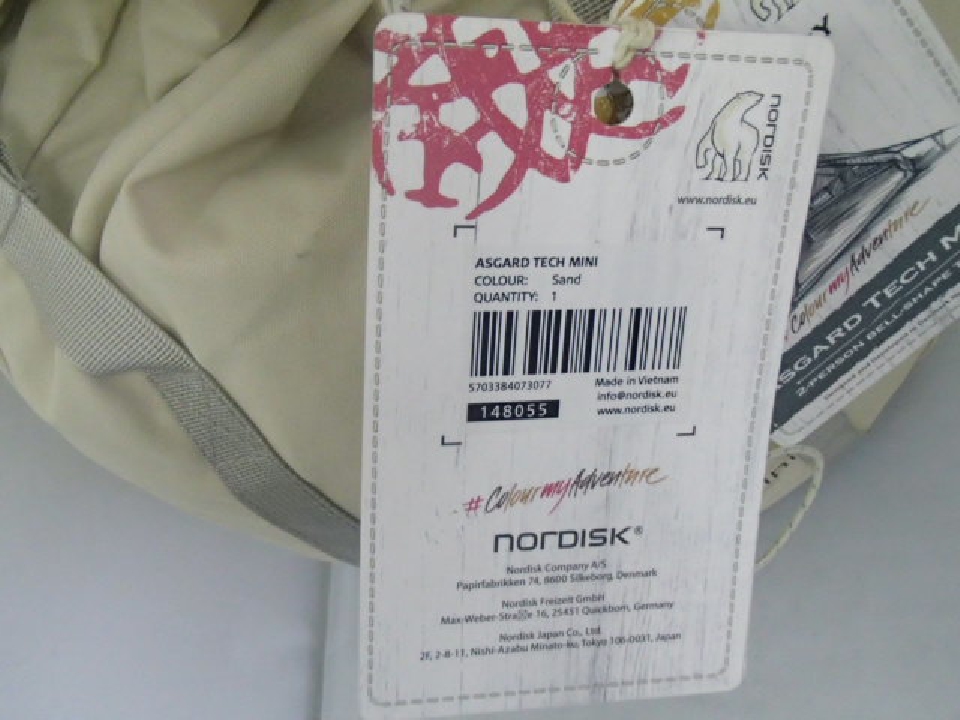 NORDISK
www.nordisk.eu
ASGARD TECH MINI
COLOUR: Sand
QUANTITY: 1
5703384073077
Made in Vietnam
info@nordisk.eu
148055
www.nordisk.eu
#ColourmyAdventure
NORDISK®
Nordisk Company A/S
Papirfabrikken 74, 8600 Silkeborg, Denmark
Nordisk Freizeit GmbH
Max-Weber-Straße 16, 25451 Quickborn, Germany
Nordisk Japan Co., Ltd.
2F, 2-8-11, Nishi-Azabu Minato-ku, Tokyo 106-0031, Japan
ColourmyAdventure
ASGARD TECH M
2-PERSON BELL-SHAPE